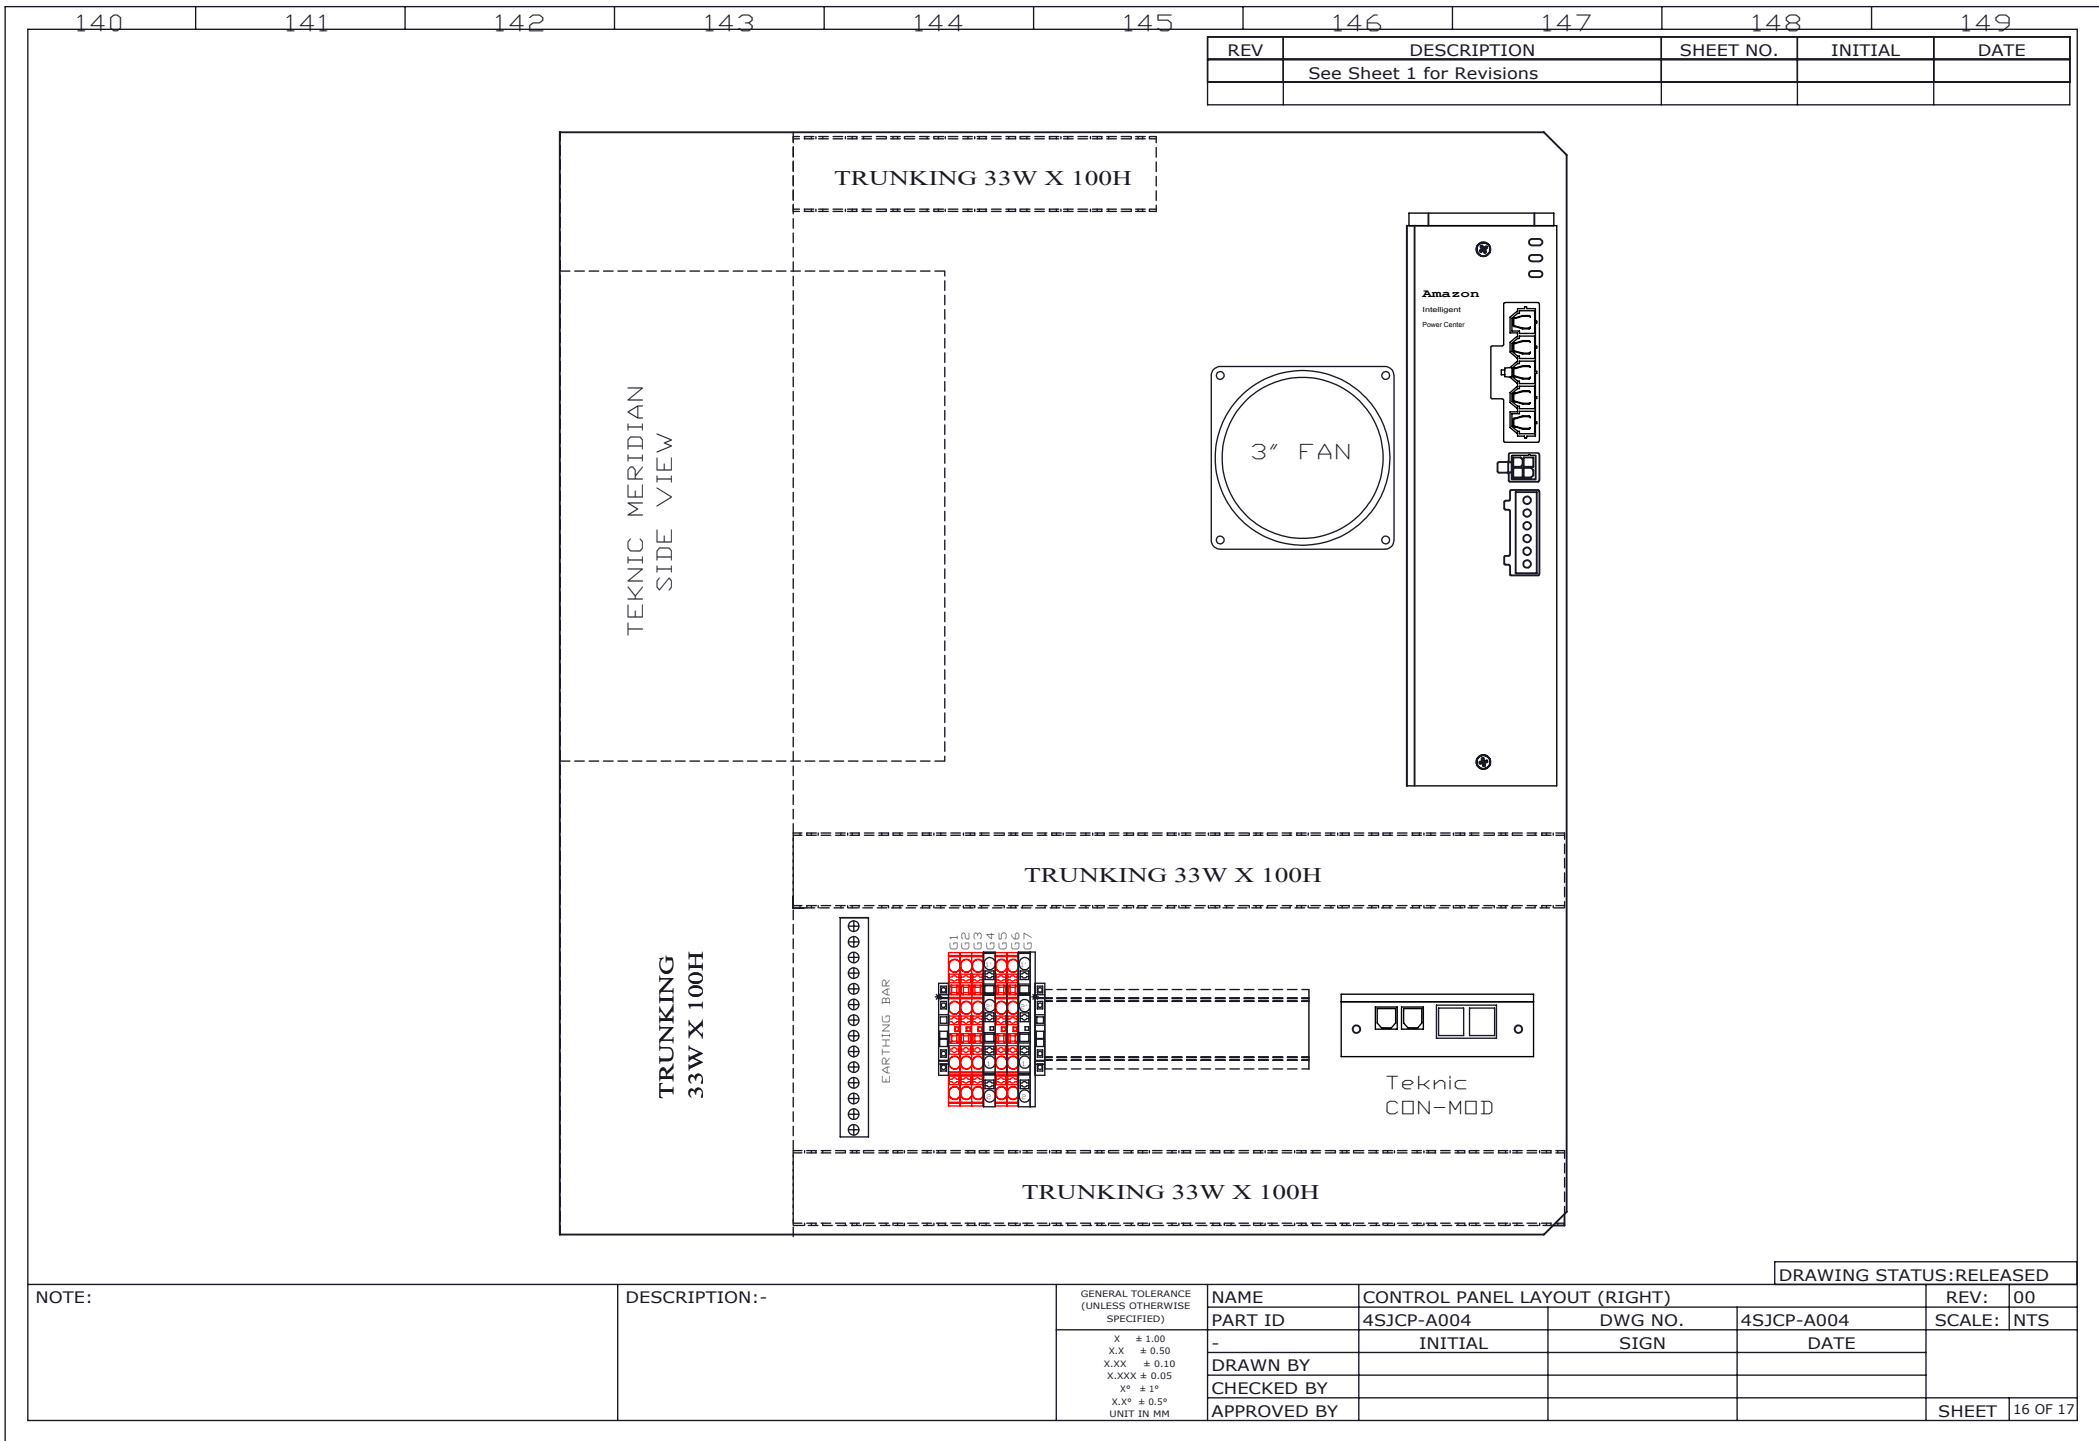 140 141 142 143 144 145 146 147 148 149
REV DESCRIPTION SHEET NO. INITIAL DATE
See Sheet 1 for Revisions
TRUNKING 33W X 100H
Amazon
Intelligent
Power Center
3" FAN
TEKNIC MERIDIAN
SIDE VIEW
TRUNKING 33W X 100H
TRUNKING
33W X 100H
EARTHING BAR
G1
G2
G3
G4
G5
G6
G7
Teknic
CON-MOD
TRUNKING 33W X 100H
DRAWING STATUS:RELEASED
NOTE:
DESCRIPTION:-
GENERAL TOLERANCE
(UNLESS OTHERWISE
SPECIFIED)
X ± 1.00
X.X ± 0.50
X.XX ± 0.10
X.XXX ± 0.05
X° ± 1°
X.X° ± 0.5°
UNIT IN MM
NAME CONTROL PANEL LAYOUT (RIGHT) REV: 00
PART ID 4SJCP-A004 DWG NO. 4SJCP-A004 SCALE: NTS
- INITIAL SIGN DATE
DRAWN BY
CHECKED BY
APPROVED BY SHEET 16 OF 17